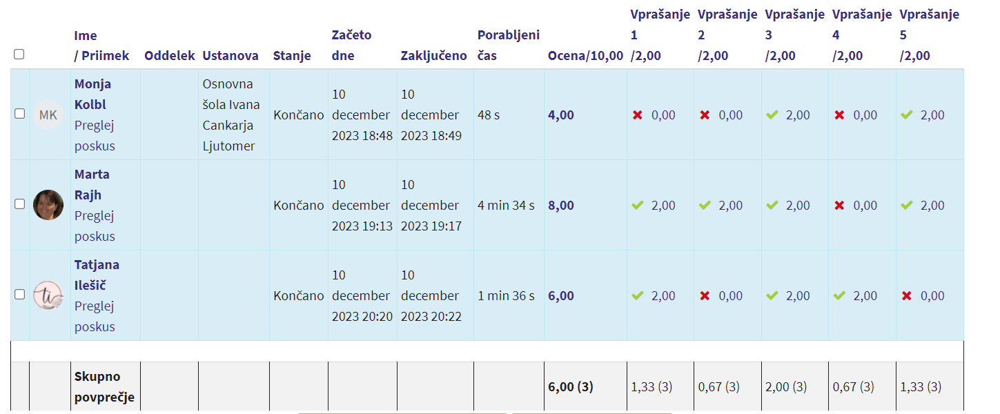 Ime / Priimek Oddelek Ustanova Stanje Začeto dne Zaključeno Porabljeni čas Ocena/10,00 Vprašanje 1 /2,00 Vprašanje 2 /2,00 Vprašanje 3 /2,00 Vprašanje 4 /2,00 Vprašanje 5 /2,00
MK Monja Kolbl Preglej poskus Osnovna šola Ivana Cankarja Ljutomer Končano 10 december 2023 18:48 10 december 2023 18:49 48 s 4,00 0,00 0,00 2,00 0,00 2,00
Marta Rajh Preglej poskus Končano 10 december 2023 19:13 10 december 2023 19:17 4 min 34 s 8,00 2,00 2,00 2,00 0,00 2,00
ti Tatjana Ilešič Preglej poskus Končano 10 december 2023 20:20 10 december 2023 20:22 1 min 36 s 6,00 2,00 0,00 2,00 2,00 0,00
Skupno povprečje 6,00 (3) 1,33 (3) 0,67 (3) 2,00 (3) 0,67 (3) 1,33 (3)